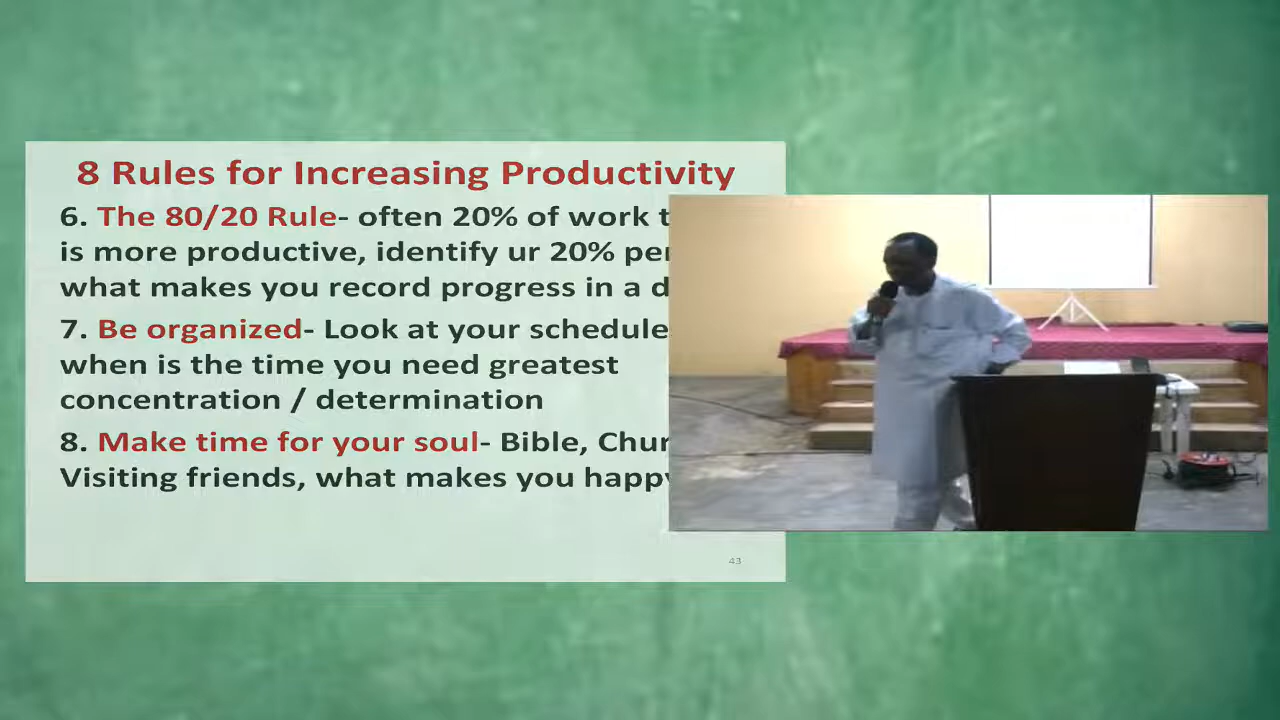 8 Rules for Increasing Productivity
6. The 80/20 Rule- often 20% of work
is more productive, identify ur 20%
what makes you record progress in a
7. Be organized- Look at your schedule
when is the time you need greatest
concentration / determination
8. Make time for your soul- Bible,
Visiting friends, what makes you happy
43